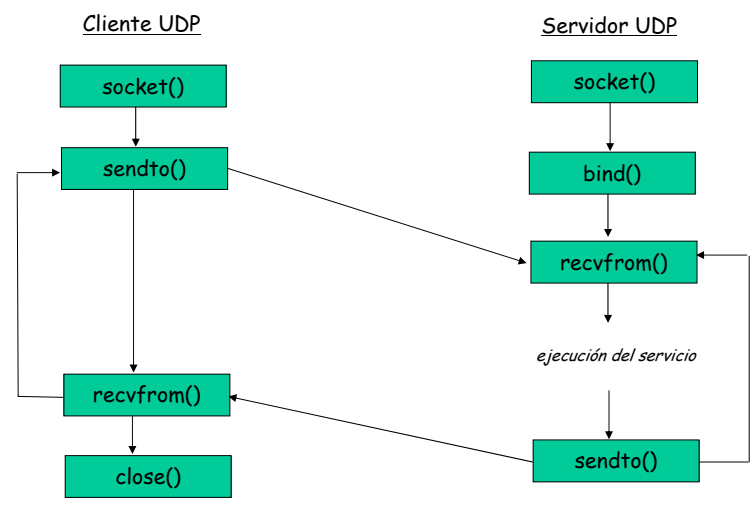 Cliente UDP
socket()
sendto()
recvfrom()
close()
Servidor UDP
socket()
bind()
recvfrom()
ejecución del servicio
sendto()